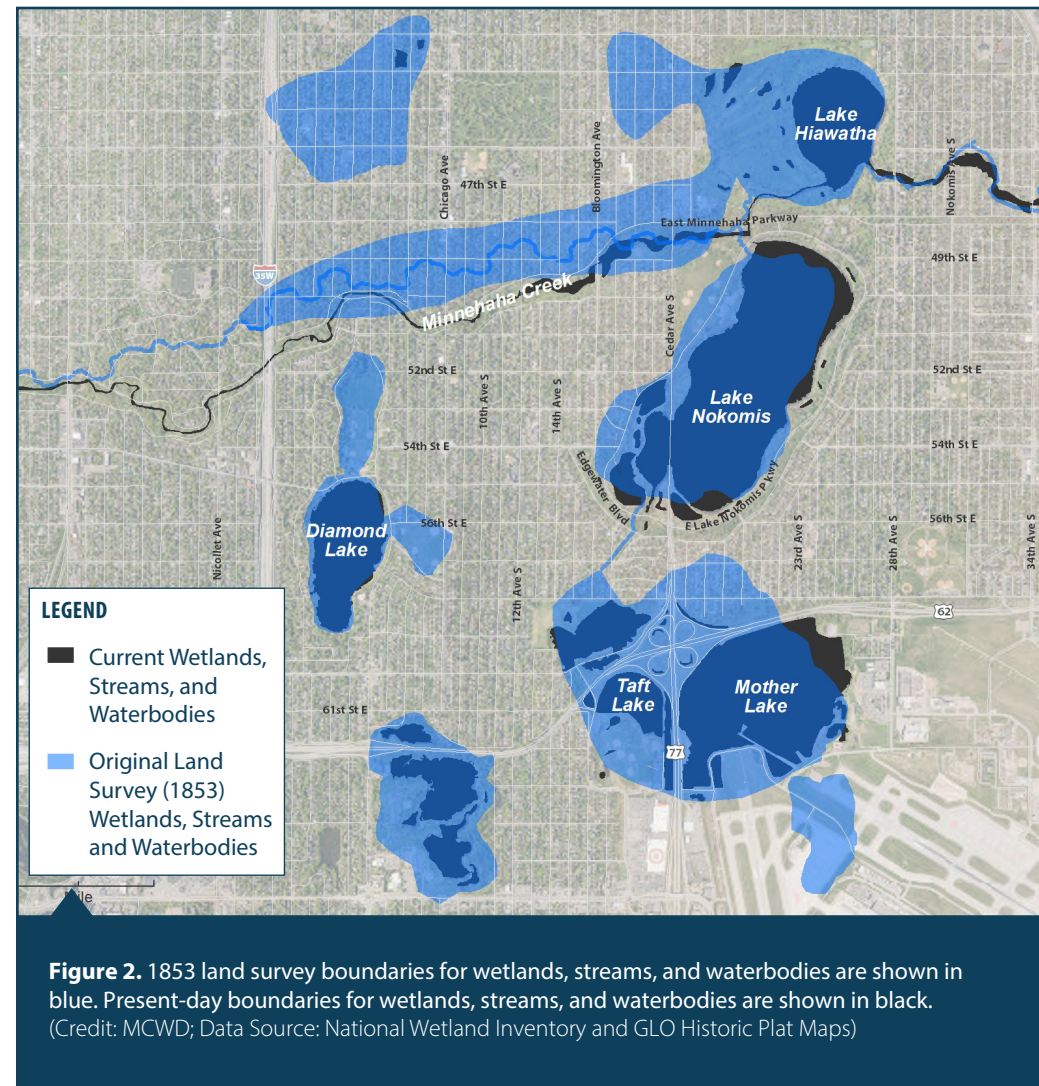 Lake
Hiawatha
Bloomington Ave
Chicago Ave
Nokomis Ave S
47th St E
East Minnehaha Parkway
49th St E
35W
Minnehaha Creek
Cedar Ave S
52nd St E
52nd St E
10th Ave S
14th Ave S
Lake
Nokomis
54th St E
54th St E
Edgewater Blvd
E Lake Nokomis P kwy
Diamond
Lake
56th St E
56th St E
Nicollet Ave
12th Ave S
23rd Ave S
28th Ave S
34th Ave S
62
Taft
Lake
Mother
Lake
61st St E
77
LEGEND
Current Wetlands,
Streams, and
Waterbodies
Original Land
Survey (1853)
Wetlands, Streams
and Waterbodies
Figure 2. 1853 land survey boundaries for wetlands, streams, and waterbodies are shown in
blue. Present-day boundaries for wetlands, streams, and waterbodies are shown in black.
(Credit: MCWD; Data Source: National Wetland Inventory and GLO Historic Plat Maps)